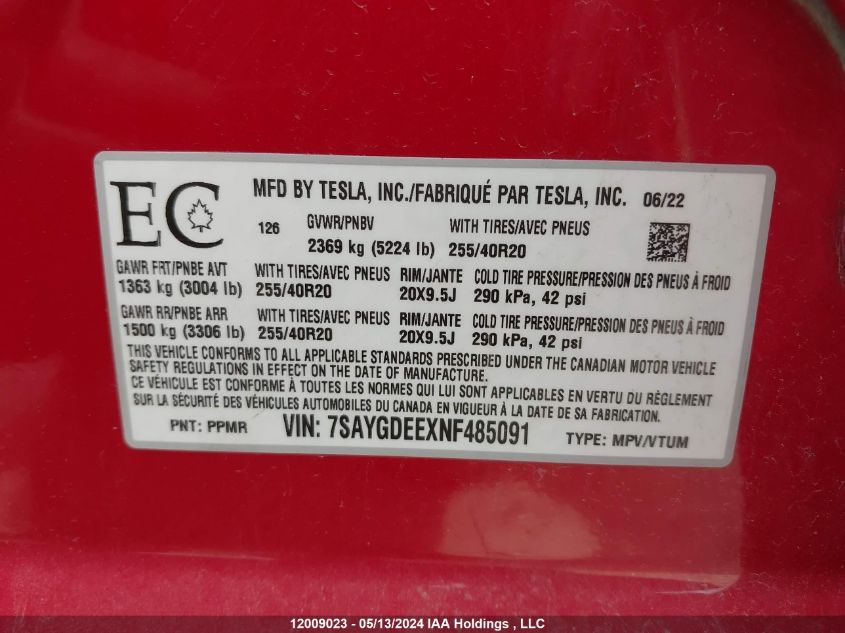 EC
MFD BY TESLA, INC./FABRIQUÉ PAR TESLA, INC. 06/22
126 GVWR/PNBV WITH TIRES/AVEC PNEUS
2369 kg (5224 lb) 255/40R20
GAWR FRT/PNBE AVT WITH TIRES/AVEC PNEUS RIM/JANTE COLD TIRE PRESSURE/PRESSION DES PNEUS À FROID
1363 kg (3004 lb) 255/40R20 20X9.5J 290 kPa, 42 psi
GAWR RR/PNBE ARR WITH TIRES/AVEC PNEUS RIM/JANTE COLD TIRE PRESSURE/PRESSION DES PNEUS À FROID
1500 kg (3306 lb) 255/40R20 20X9.5J 290 kPa, 42 psi
THIS VEHICLE CONFORMS TO ALL APPLICABLE STANDARDS PRESCRIBED UNDER THE CANADIAN MOTOR VEHICLE
SAFETY REGULATIONS IN EFFECT ON THE DATE OF MANUFACTURE.
CE VÉHICULE EST CONFORME À TOUTES LES NORMES QUI LUI SONT APPLICABLES EN VERTU DU RÈGLEMENT
SUR LA SÉCURITÉ DES VÉHICULES AUTOMOBILES DU CANADA EN VIGUEUR À LA DATE DE SA FABRICATION.
PNT: PPMR VIN: 7SAYGDEEXNF485091 TYPE: MPV/VTUM
12009023 - 05/13/2024 IAA Holdings , LLC